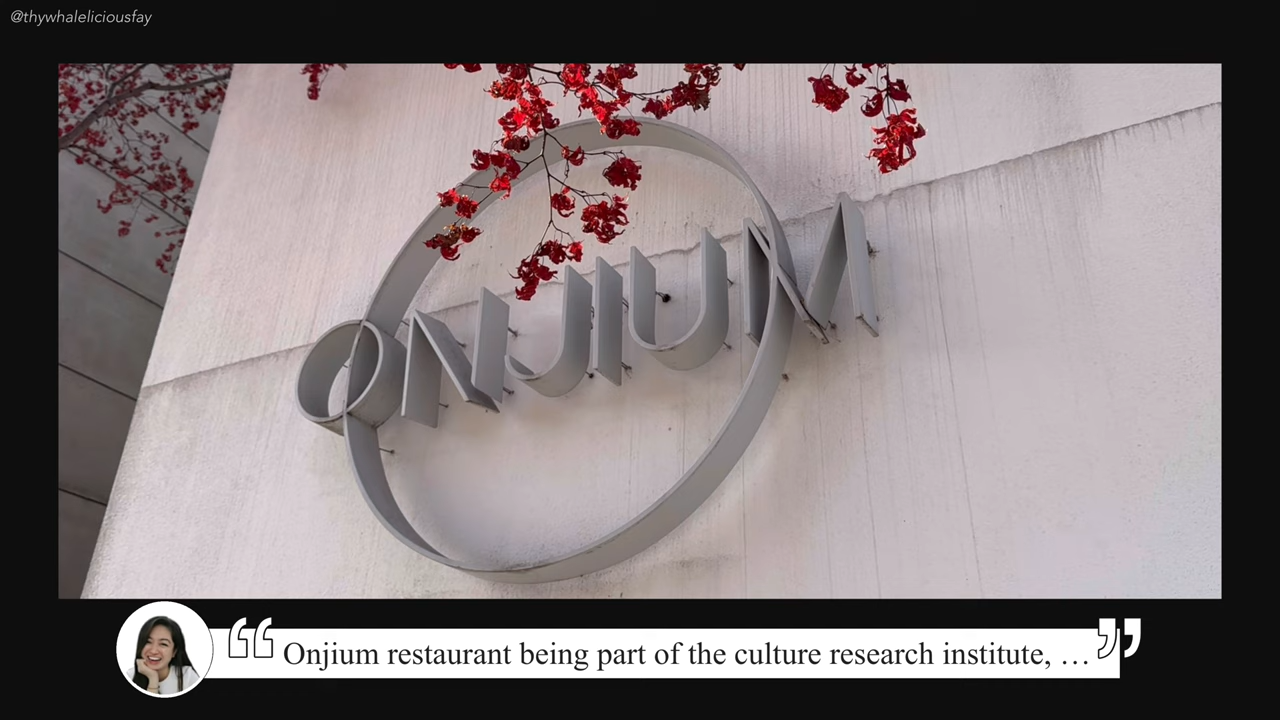 @thywhaleliciousfay
ONJIUM
“Onjium restaurant being part of the culture research institute, …”